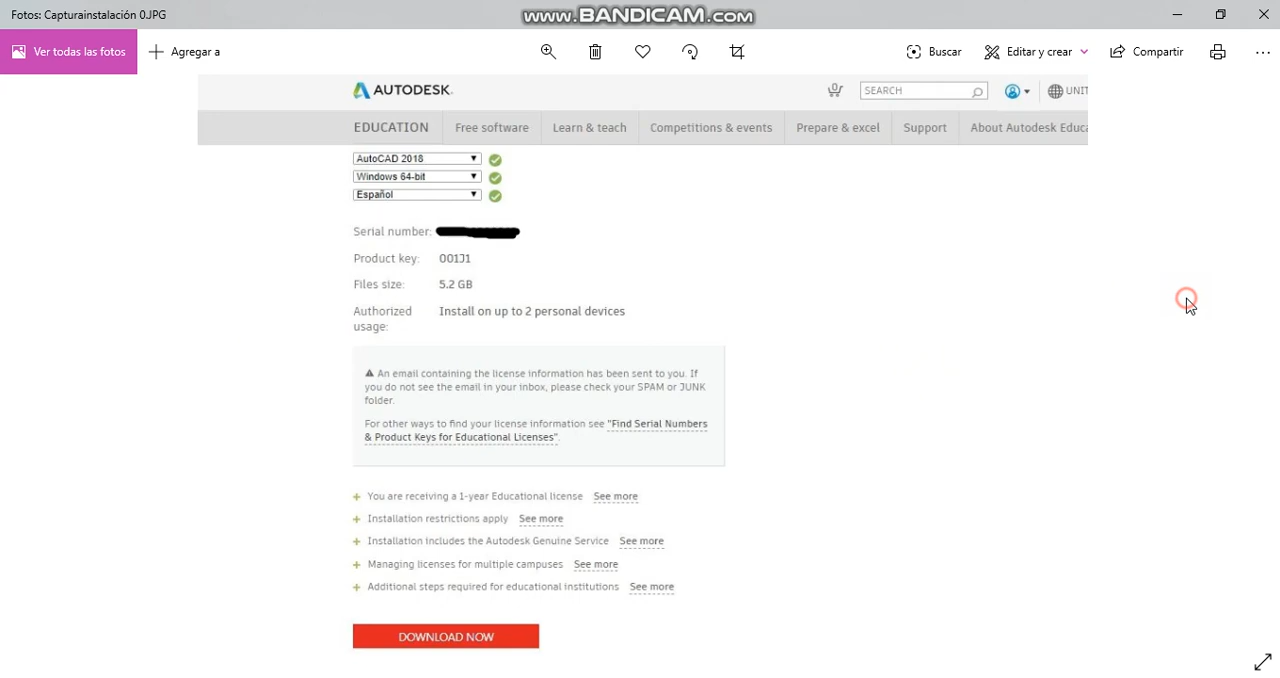 Fotos: Capturainstalación 0.JPG
www.BANDICAM.com
Ver todas las fotos
Agregar a
Buscar
Editar y crear
Compartir
AUTODESK.
SEARCH
UNIT
EDUCATION
Free software
Learn & teach
Competitions & events
Prepare & excel
Support
About Autodesk Educa
AutoCAD 2018
Windows 64-bit
Español
Serial number:
Product key: 001J1
Files size: 5.2 GB
Authorized usage: Install on up to 2 personal devices
An email containing the license information has been sent to you. If
you do not see the email in your inbox, please check your SPAM or JUNK
folder.
For other ways to find your license information see "Find Serial Numbers
& Product Keys for Educational Licenses".
You are receiving a 1-year Educational license See more
Installation restrictions apply See more
Installation includes the Autodesk Genuine Service See more
Managing licenses for multiple campuses See more
Additional steps required for educational institutions See more
DOWNLOAD NOW